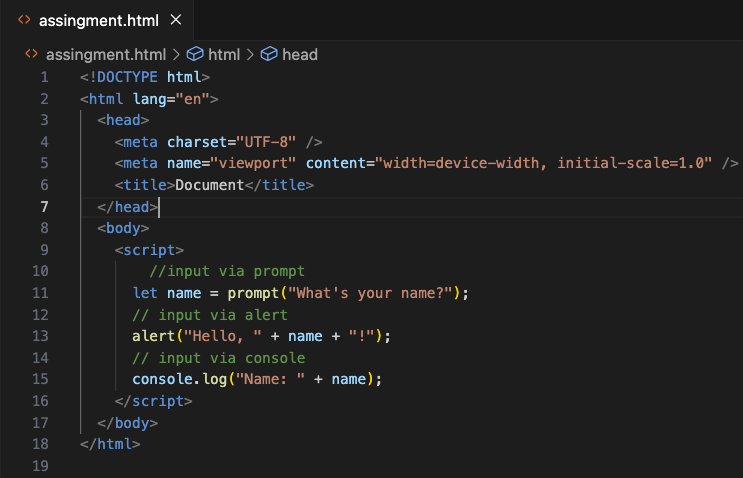 assingment.html
assingment.html > html > head
1 <!DOCTYPE html>
2 <html lang="en">
3 <head>
4 <meta charset="UTF-8" />
5 <meta name="viewport" content="width=device-width, initial-scale=1.0" />
6 <title>Document</title>
7 </head>
8 <body>
9 <script>
10 //input via prompt
11 let name = prompt("What's your name?");
12 // input via alert
13 alert("Hello, " + name + "!");
14 // input via console
15 console.log("Name: " + name);
16 </script>
17 </body>
18 </html>
19